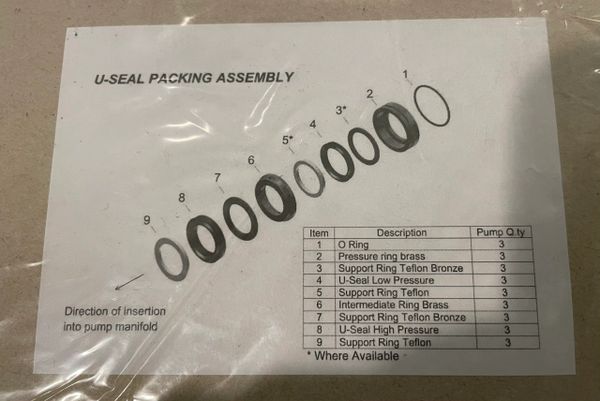 U-SEAL PACKING ASSEMBLY
1
2
3*
4
5*
6
7
8
9
Direction of insertion
into pump manifold
Item Description Pump Q.ty
1 O Ring 3
2 Pressure ring brass 3
3 Support Ring Teflon Bronze 3
4 U-Seal Low Pressure 3
5 Support Ring Teflon 3
6 Intermediate Ring Brass 3
7 Support Ring Teflon Bronze 3
8 U-Seal High Pressure 3
9 Support Ring Teflon 3
* Where Available